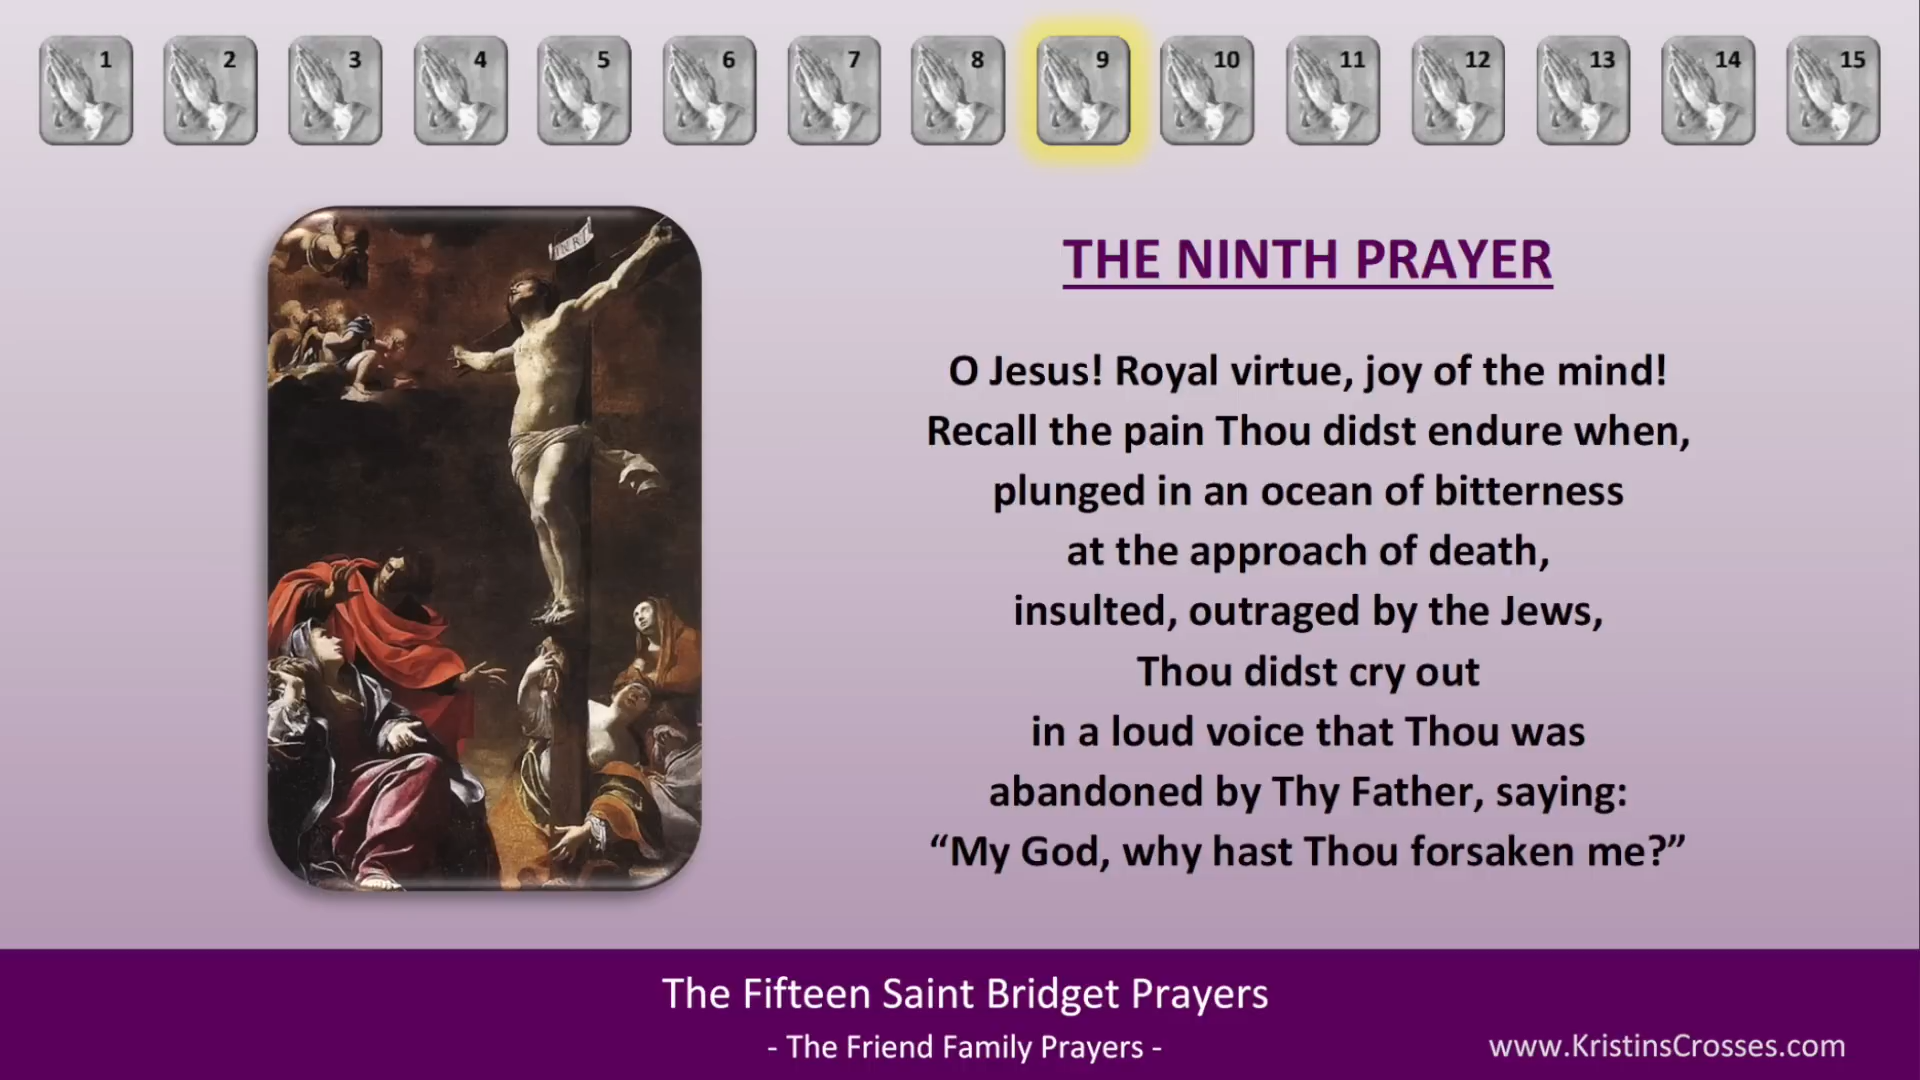 1 2 3 4 5 6 7 8 9 10 11 12 13 14 15
INRI
THE NINTH PRAYER
O Jesus! Royal virtue, joy of the mind!
Recall the pain Thou didst endure when,
plunged in an ocean of bitterness
at the approach of death,
insulted, outraged by the Jews,
Thou didst cry out
in a loud voice that Thou was
abandoned by Thy Father, saying:
“My God, why hast Thou forsaken me?”
The Fifteen Saint Bridget Prayers
- The Friend Family Prayers -
www.KristinsCrosses.com